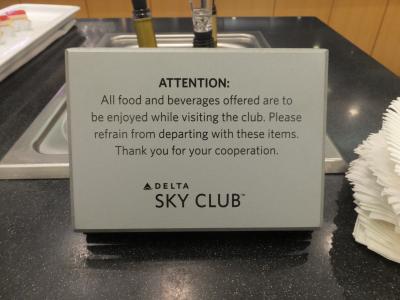 ATTENTION:
All food and beverages offered are to
be enjoyed while visiting the club. Please
refrain from departing with these items.
Thank you for your cooperation.
DELTA
SKY CLUB™